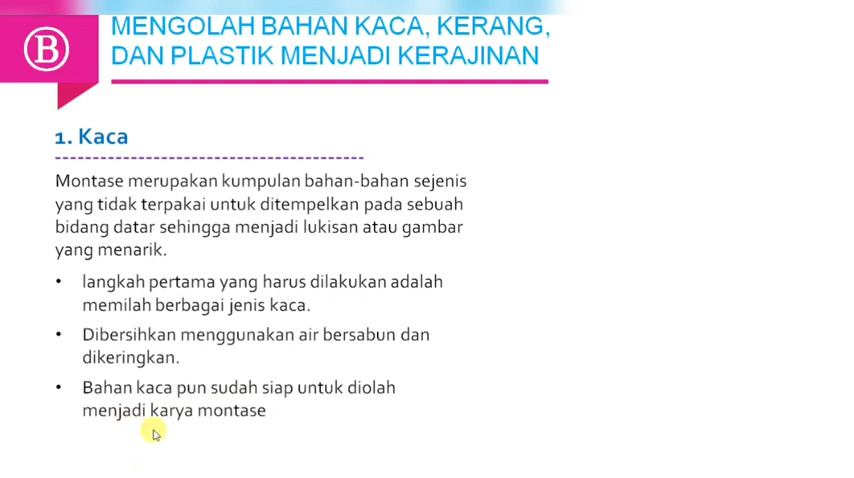 B
MENGOLAH BAHAN KACA, KERANG,
DAN PLASTIK MENJADI KERAJINAN
1. Kaca
Montase merupakan kumpulan bahan-bahan sejenis
yang tidak terpakai untuk ditempelkan pada sebuah
bidang datar sehingga menjadi lukisan atau gambar
yang menarik.
• langkah pertama yang harus dilakukan adalah
memilah berbagai jenis kaca.
• Dibersihkan menggunakan air bersabun dan
dikeringkan.
• Bahan kaca pun sudah siap untuk diolah
menjadi karya montase